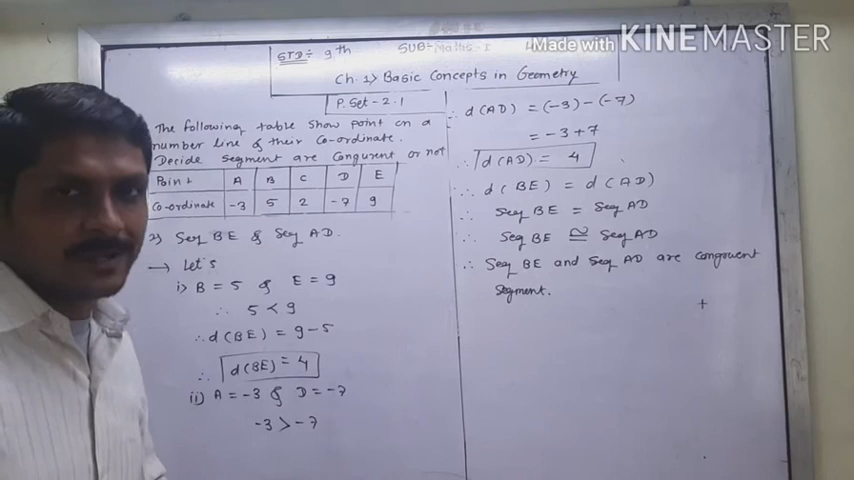 STD÷ 9th SUB-Maths-I
Made with KINEMASTER
Ch. 1) Basic Concepts in Geometry
P. Set - 2.1
The following table show point on a
number line & their Co-ordinate.
Decide segment are congurent or not
Point A B C D E
Co-ordinate -3 5 2 -7 9
2) Seg BE & Seg AD.
→ Let's
i) B = 5 & E = 9
∴ 5 < 9
∴ d(BE) = 9-5
∴ d(BE) = 4
ii) A = -3 & D = -7
-3 > -7
∴ d(AD) = (-3) - (-7)
= -3 + 7
∴ d(AD) = 4
∴ d(BE) = d(AD)
∴ Seg BE = Seg AD
∴ Seg BE ≅ Seg AD
∴ Seg BE and Seg AD are congruent
segment.
+